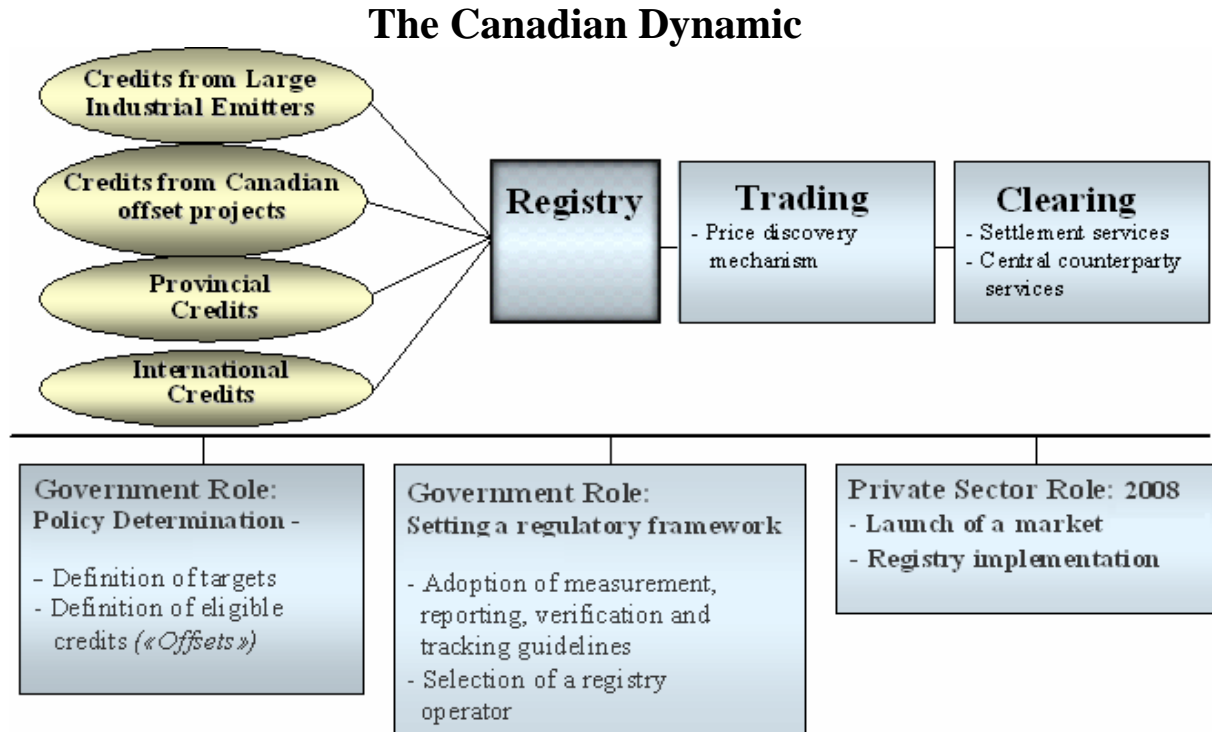 The Canadian Dynamic
Credits from Large
Industrial Emitters
Credits from Canadian
offset projects
Provincial
Credits
International
Credits
Registry
Trading
- Price discovery
mechanism
Clearing
- Settlement services
- Central counterparty
services
Government Role:
Policy Determination -
– Definition of targets
- Definition of eligible
credits («Offsets»)
Government Role:
Setting a regulatory framework
- Adoption of measurement,
reporting, verification and
tracking guidelines
- Selection of a registry
operator
Private Sector Role: 2008
- Launch of a market
- Registry implementation